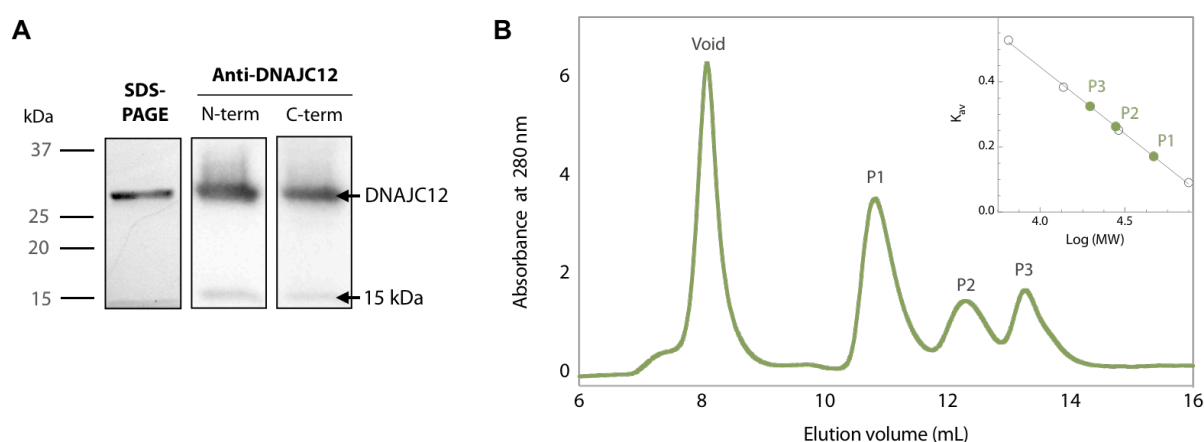 A
SDS-
PAGE
Anti-DNAJC12
N-term
C-term
kDa
37
25
20
15
DNAJC12
15 kDa
B
Absorbance at 280 nm
6
4
2
0
6
8
10
12
14
16
Elution volume (mL)
Void
P1
P2
P3
K_av
0.4
0.2
0.0
4.0
4.5
Log (MW)
P3
P2
P1